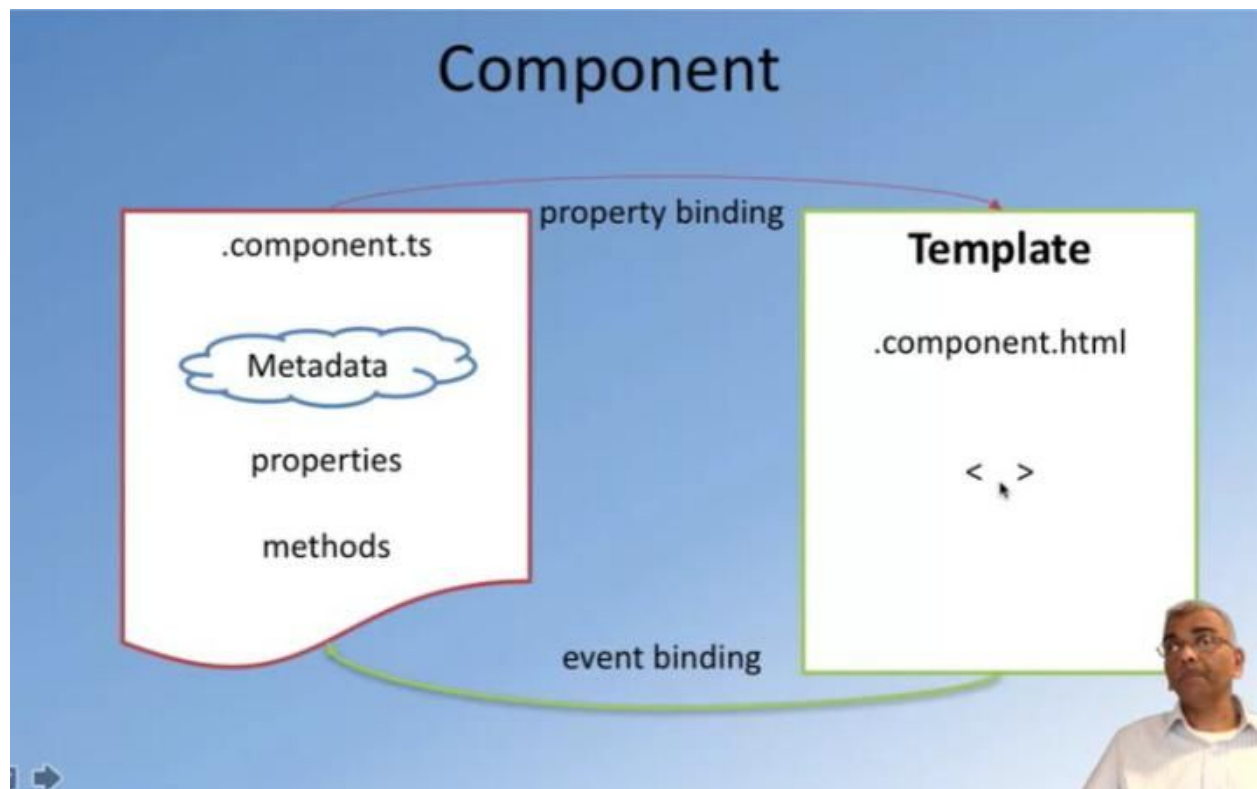 Component
property binding
.component.ts
Metadata
properties
methods
Template
.component.html
< >
event binding